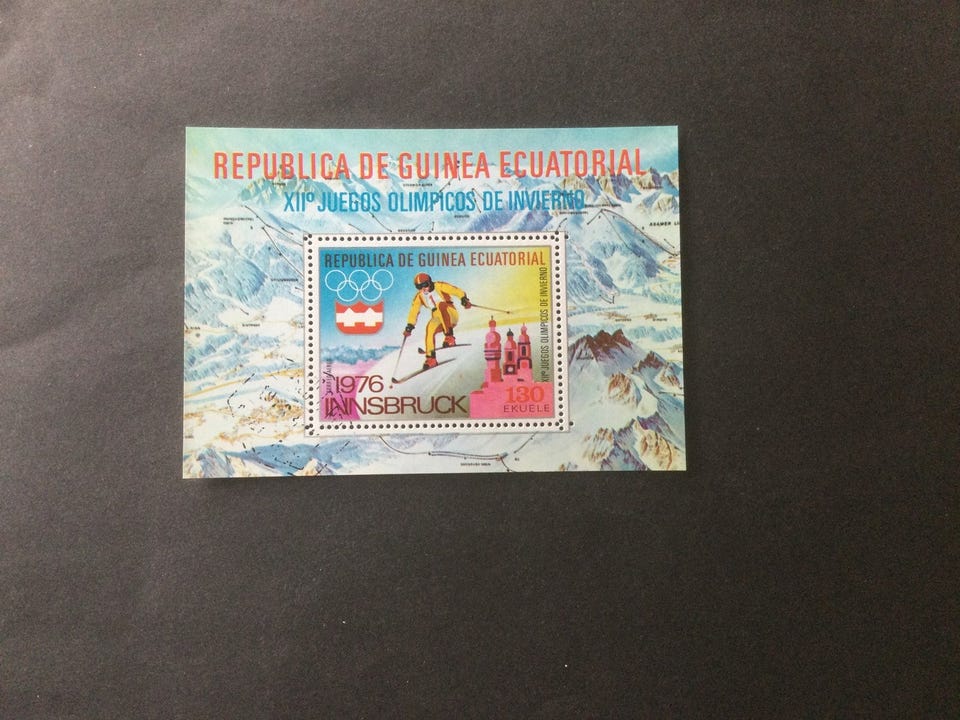 REPUBLICA DE GUINEA ECUATORIAL
XIIº JUEGOS OLIMPICOS DE INVIERNO
REPUBLICA DE GUINEA ECUATORIAL
XIIº JUEGOS OLIMPICOS DE INVIERNO
1976
INNSBRUCK
130
EKUELE